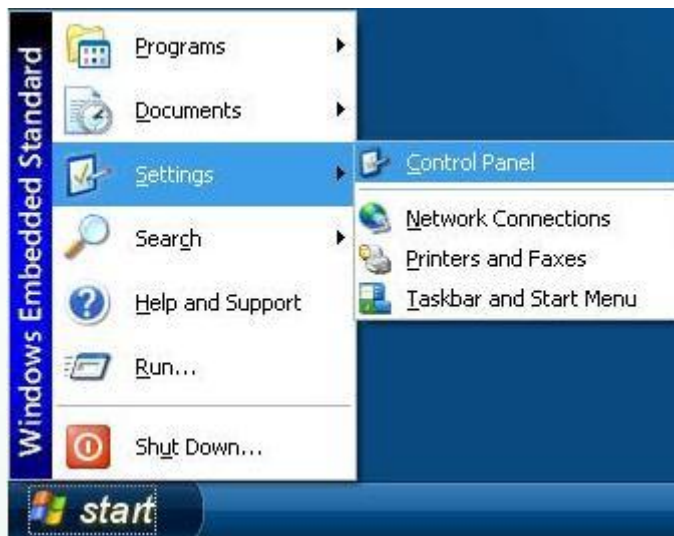 Windows Embedded Standard
Programs
Documents
Settings
Search
Help and Support
Run...
Shut Down...
Control Panel
Network Connections
Printers and Faxes
Taskbar and Start Menu
start